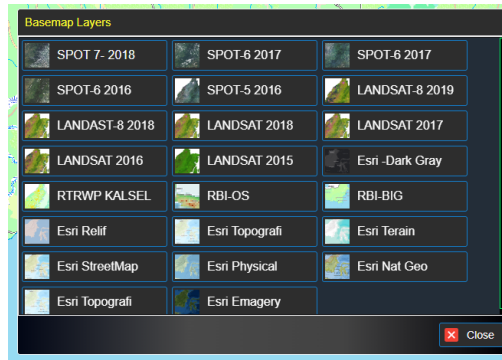 Basemap Layers
SPOT 7- 2018 SPOT-6 2017 SPOT-6 2017
SPOT-6 2016 SPOT-5 2016 LANDSAT-8 2019
LANDAST-8 2018 LANDSAT 2018 LANDSAT 2017
LANDSAT 2016 LANDSAT 2015 Esri -Dark Gray
RTRWP KALSEL RBI-OS RBI-BIG
Esri Relif Esri Topografi Esri Terain
Esri StreetMap Esri Physical Esri Nat Geo
Esri Topografi Esri Emagery
Close